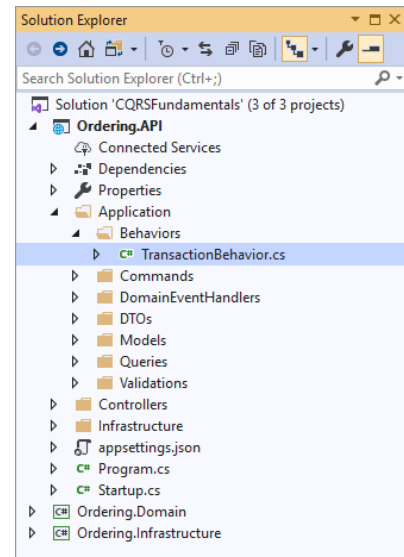 Solution Explorer
Search Solution Explorer (Ctrl+;)
Solution 'CQRSFundamentals' (3 of 3 projects)
Ordering.API
Connected Services
Dependencies
Properties
Application
Behaviors
C# TransactionBehavior.cs
Commands
DomainEventHandlers
DTOs
Models
Queries
Validations
Controllers
Infrastructure
appsettings.json
C# Program.cs
C# Startup.cs
C# Ordering.Domain
C# Ordering.Infrastructure